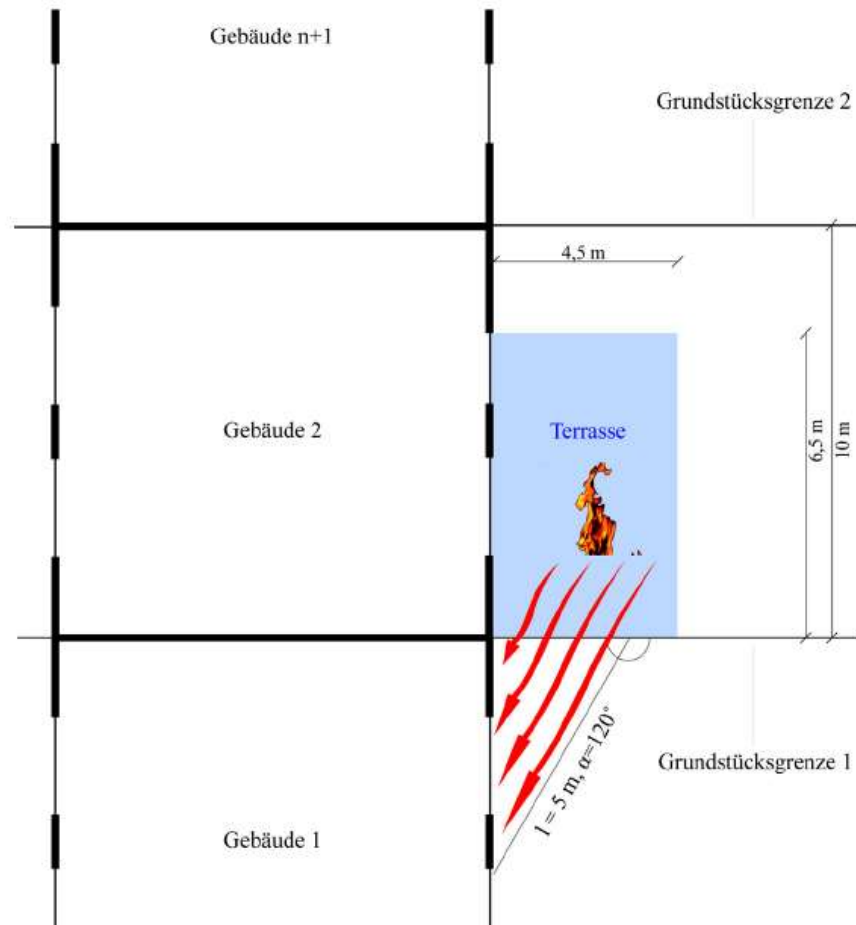 Gebäude n+1
Grundstücksgrenze 2
4,5 m
Gebäude 2
Terrasse
6,5 m
10 m
l = 5 m, α=120°
Grundstücksgrenze 1
Gebäude 1